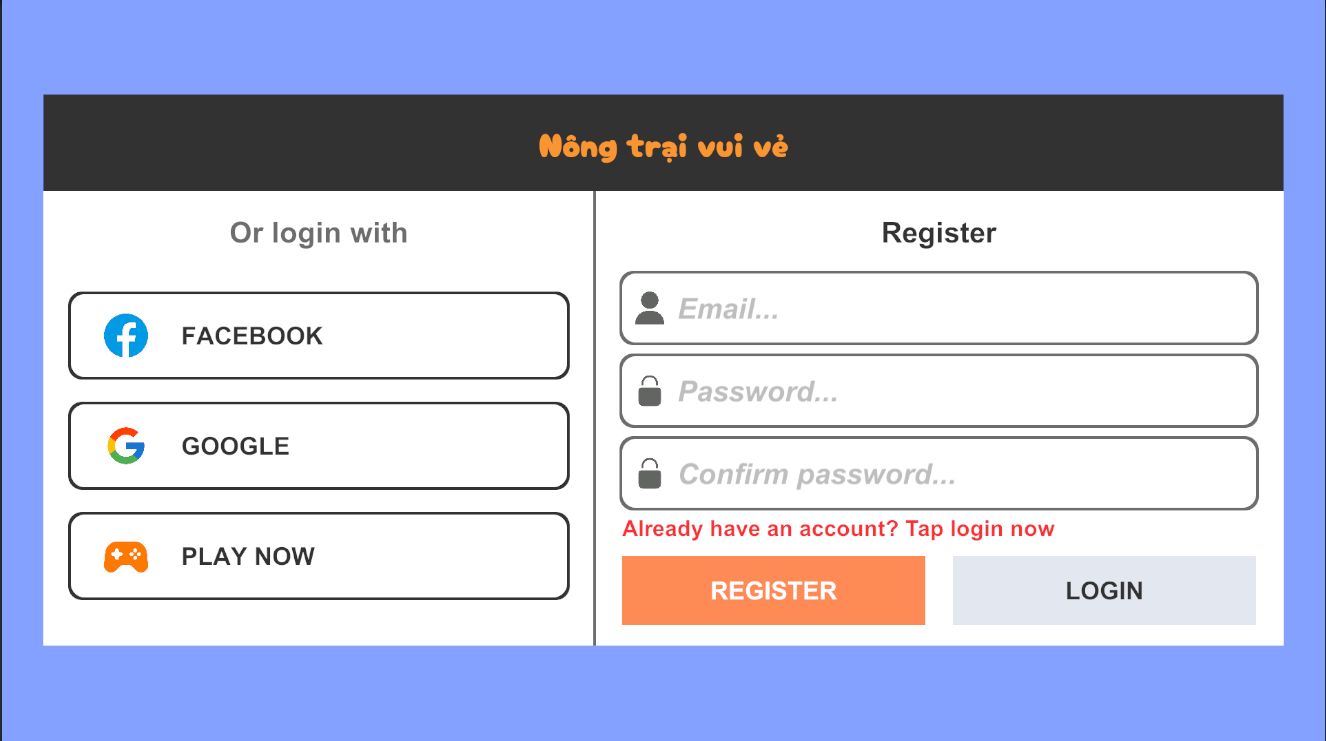 Nông trại vui vẻ
Or login with
FACEBOOK
GOOGLE
PLAY NOW
Register
Email...
Password...
Confirm password...
Already have an account? Tap login now
REGISTER
LOGIN